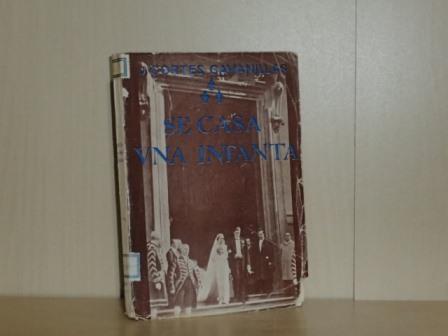 J. CORTES CAVANILLAS
SE CASA
VNA INFANTA